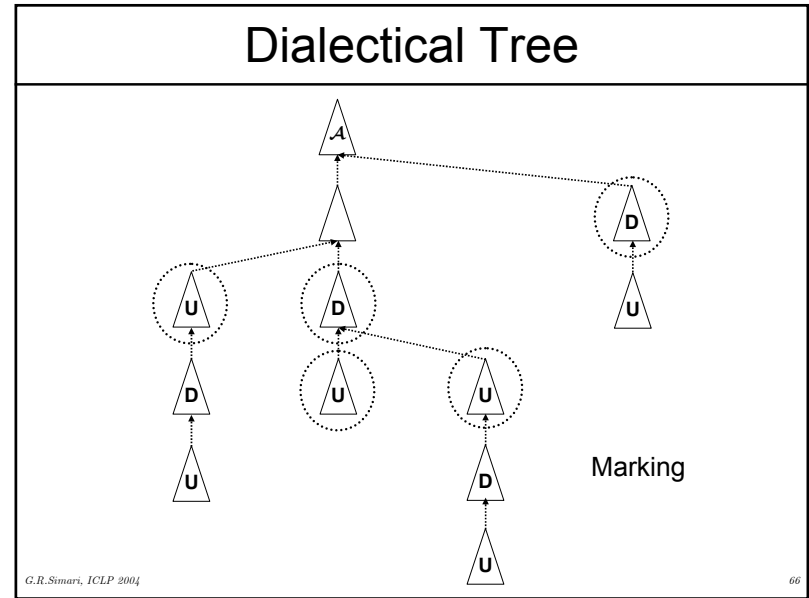 Dialectical Tree
𝒜
D
U
D
U
D
U
U
Marking
U
D
U
G.R.Simari, ICLP 2004
66